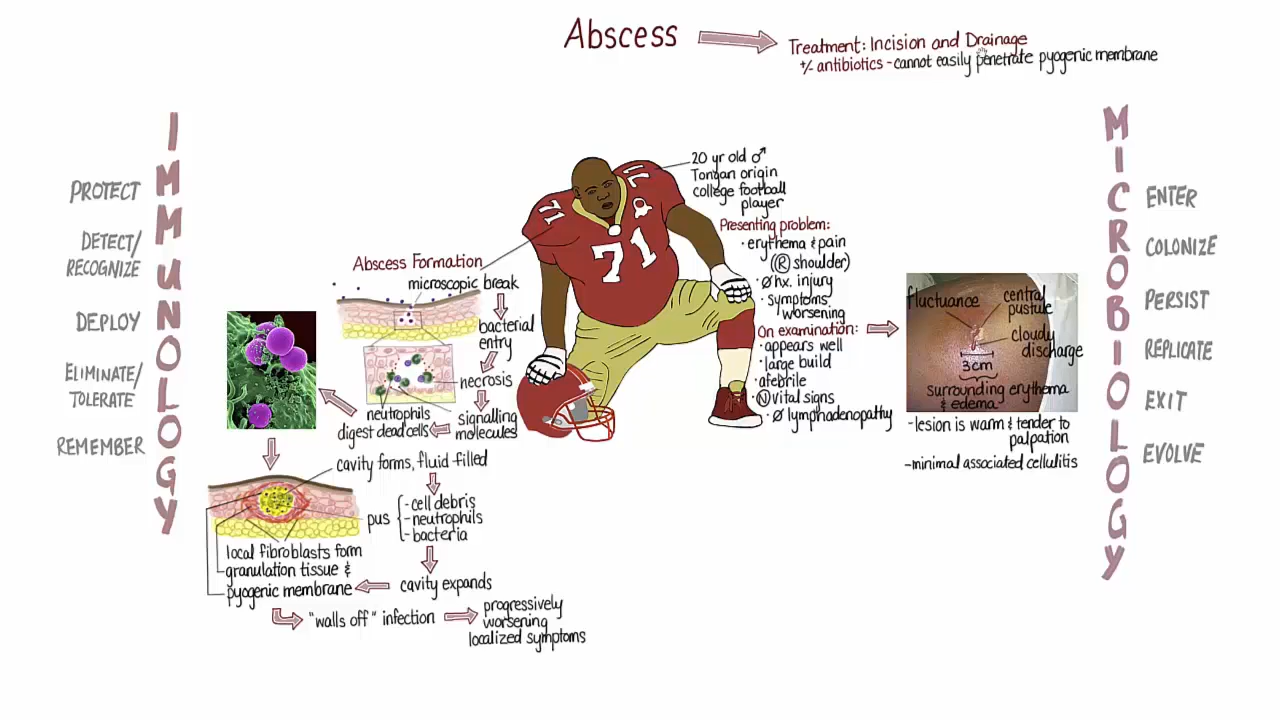 Abscess
Treatment: Incision and Drainage
+/- antibiotics - cannot easily penetrate pyogenic membrane
IMMUNOLOGY
PROTECT
DETECT/
RECOGNIZE
DEPLOY
ELIMINATE/
TOLERATE
REMEMBER
Abscess Formation
microscopic break
bacterial
entry
necrosis
signalling
molecules
neutrophils
digest dead cells
cavity forms, fluid-filled
pus
- cell debris
- neutrophils
- bacteria
cavity expands
local fibroblasts form
granulation tissue &
pyogenic membrane
"walls off" infection
progressively
worsening
localized symptoms
71
71
71
20 yr old ♂
Tongan origin
college football
player
Presenting problem:
· erythema & pain
(Ⓡ shoulder)
· Ø hx. injury
· symptoms
worsening
On examination:
· appears well
· large build
· afebrile
· Ⓝ vital signs
· Ø lymphadenopathy
fluctuance
central
pustule
cloudy
discharge
3cm
surrounding erythema
& edema
- lesion is warm & tender to
palpation
- minimal associated cellulitis
MICROBIOLOGY
ENTER
COLONIZE
PERSIST
REPLICATE
EXIT
EVOLVE